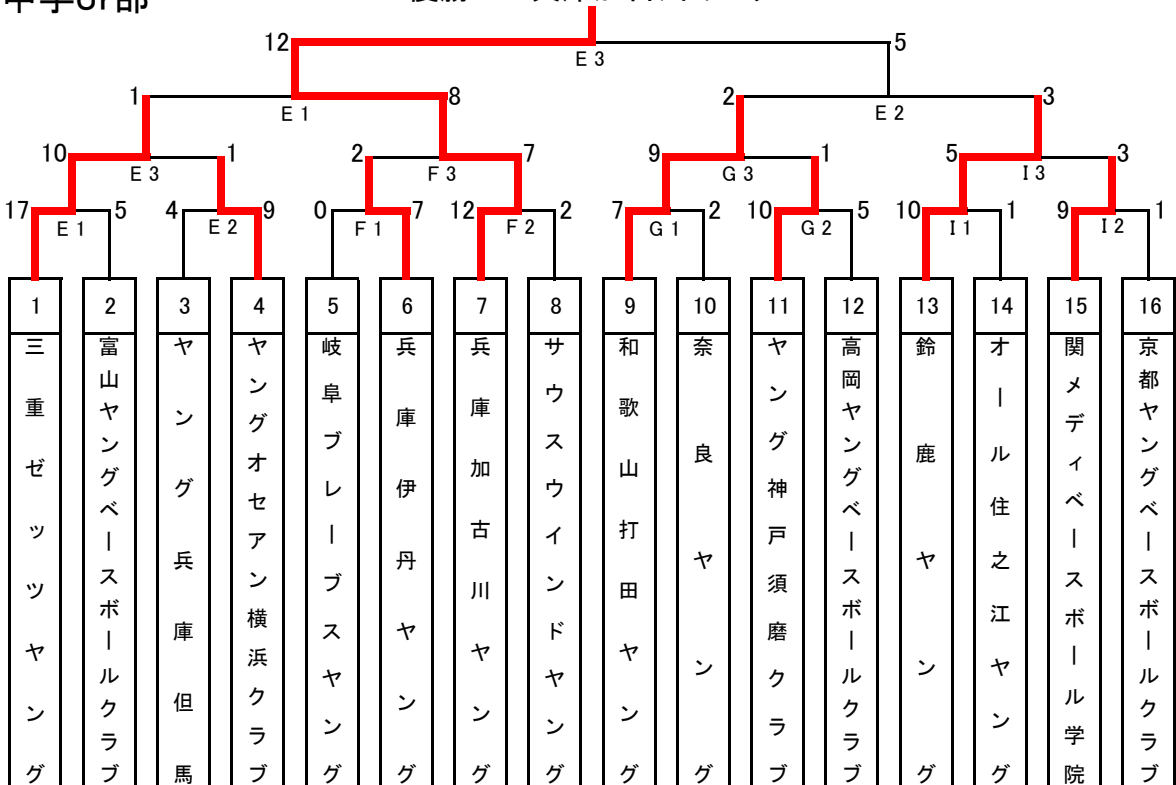 12
5
E3
1
8
2
3
E1
E2
10
1
2
7
9
1
5
3
E3
F3
G3
I3
17
5
4
9
0
7
12
2
7
2
10
5
10
1
9
1
E1
E2
F1
F2
G1
G2
I1
I2
1
2
3
4
5
6
7
8
9
10
11
12
13
14
15
16
三重ゼッツヤング
富山ヤングベースボールクラブ
ヤング兵庫但馬
ヤングオセアン横浜クラブ
岐阜ブレーブスヤング
兵庫伊丹ヤング
兵庫加古川ヤング
サウスウインドヤング
和歌山打田ヤング
奈良ヤング
ヤング神戸須磨クラブ
高岡ヤングベースボールクラブ
鈴鹿ヤング
オール住之江ヤング
関メディベースボール学院
京都ヤングベースボールクラブ